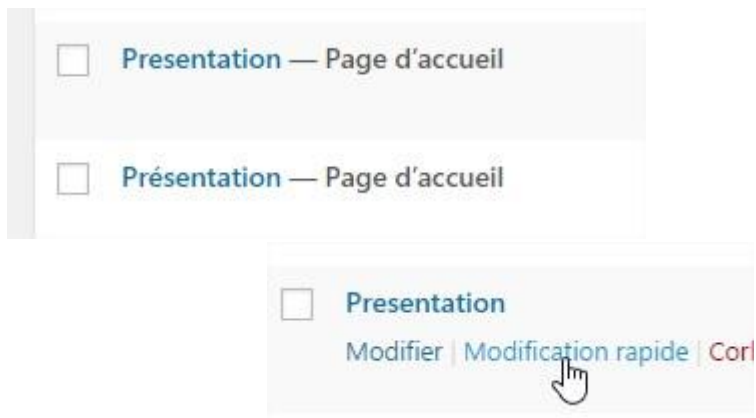 Presentation — Page d’accueil
Présentation — Page d’accueil
Presentation
Modifier | Modification rapide |